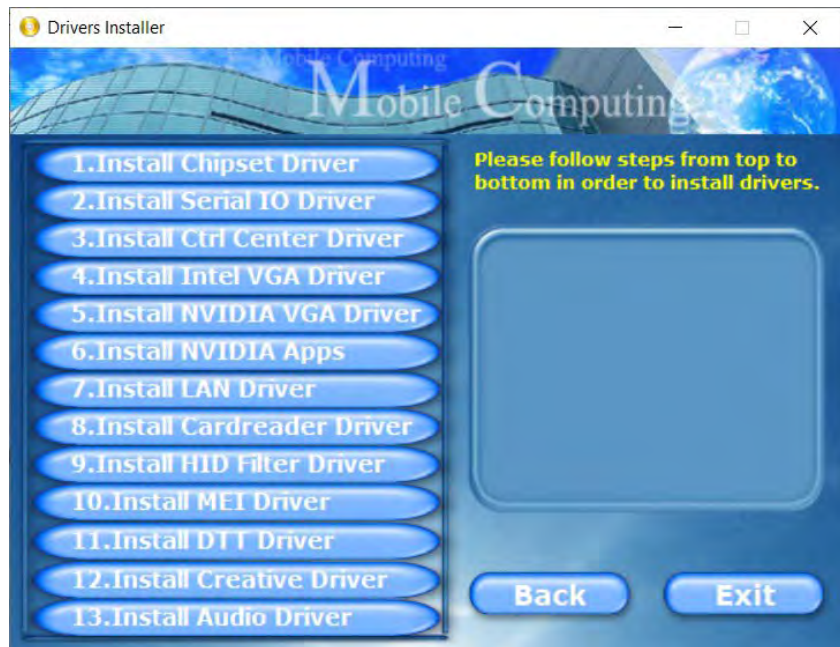 Drivers Installer
Mobile Computing
Mobile Computing
1.Install Chipset Driver
2.Install Serial IO Driver
3.Install Ctrl Center Driver
4.Install Intel VGA Driver
5.Install NVIDIA VGA Driver
6.Install NVIDIA Apps
7.Install LAN Driver
8.Install Cardreader Driver
9.Install HID Filter Driver
10.Install MEI Driver
11.Install DTT Driver
12.Install Creative Driver
13.Install Audio Driver
Please follow steps from top to
bottom in order to install drivers.
Back
Exit